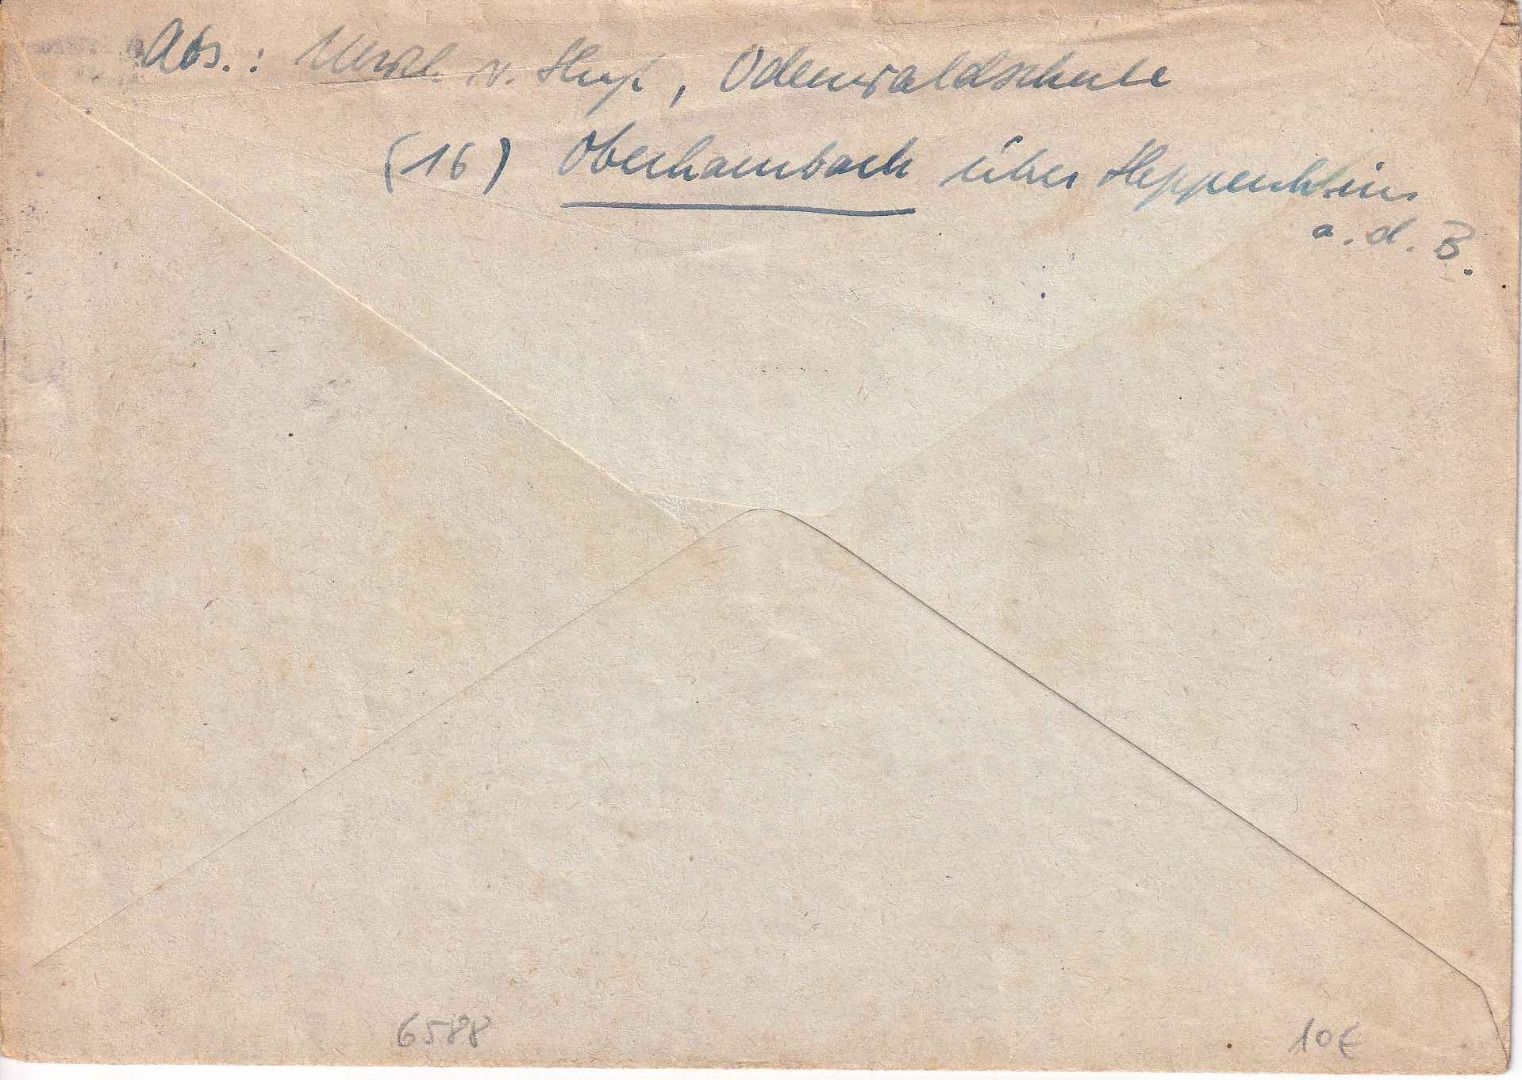 Abs.: v. , Odenwaldschule
(16) Oberhambach über Heppenheim
a. d. B.
6588 10€